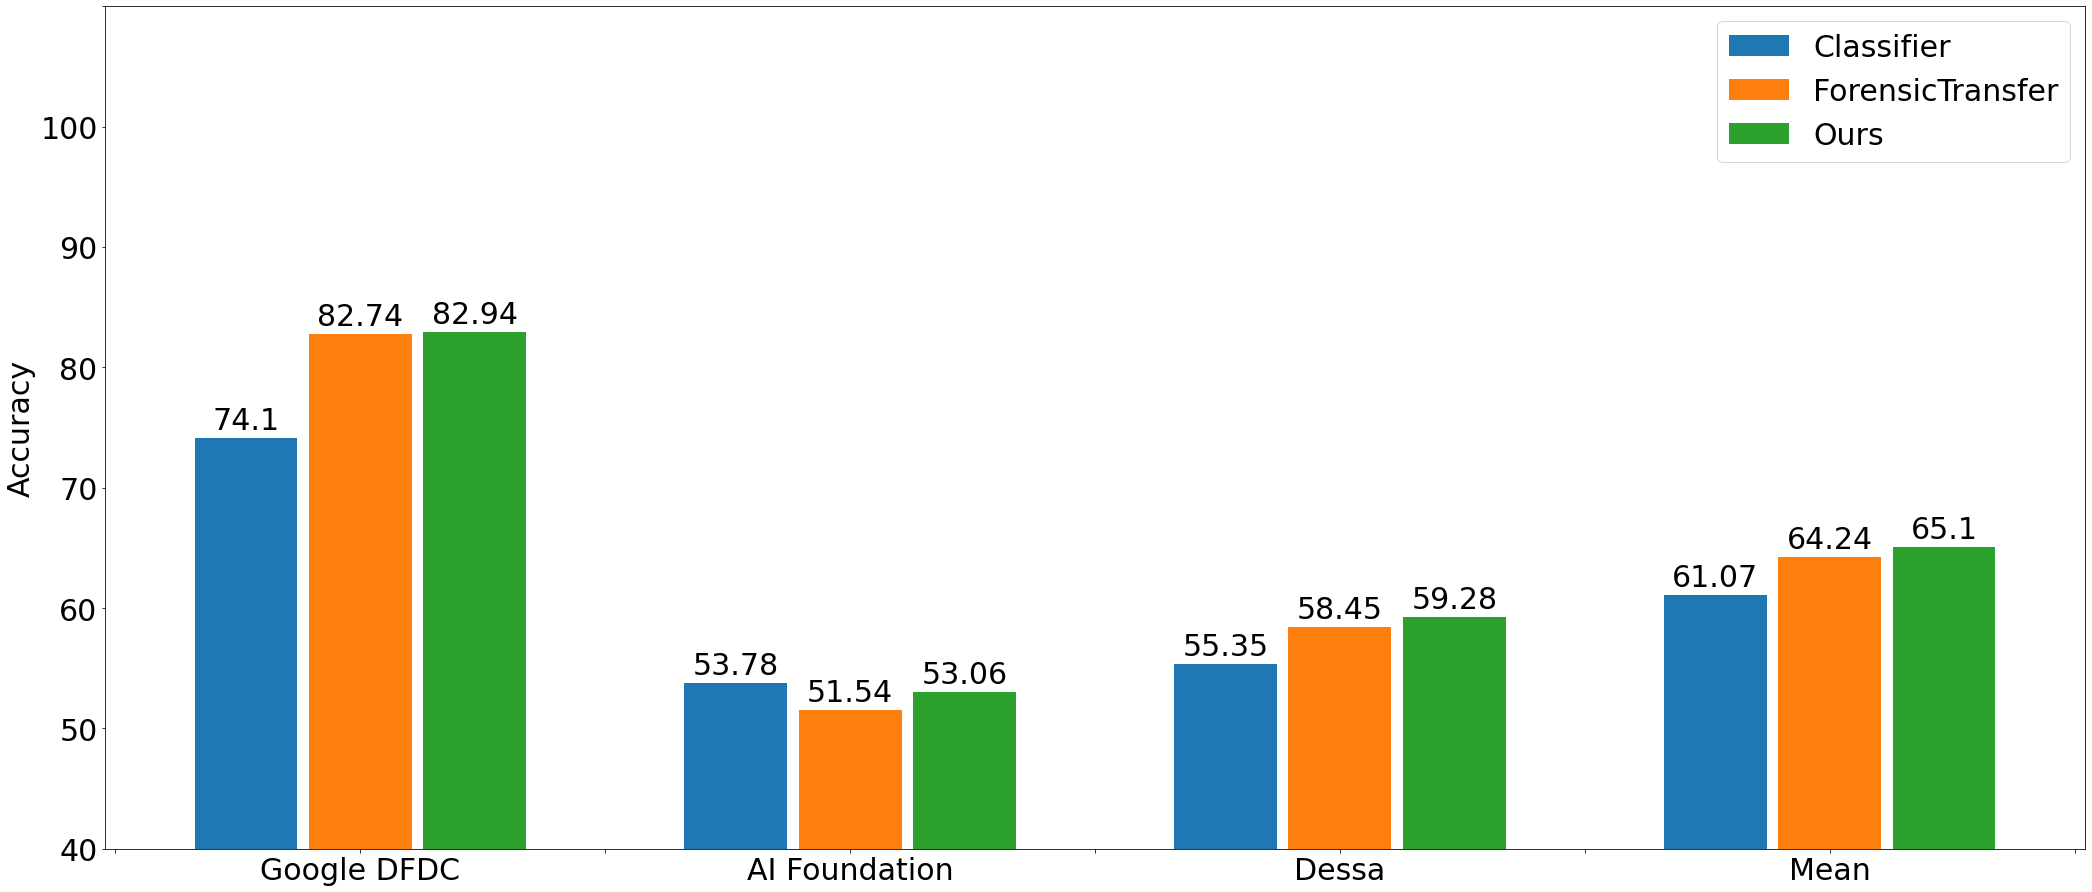 Accuracy
100
90
80
70
60
50
40
Classifier
ForensicTransfer
Ours
74.1
82.74
82.94
53.78
51.54
53.06
55.35
58.45
59.28
61.07
64.24
65.1
Google DFDC
AI Foundation
Dessa
Mean